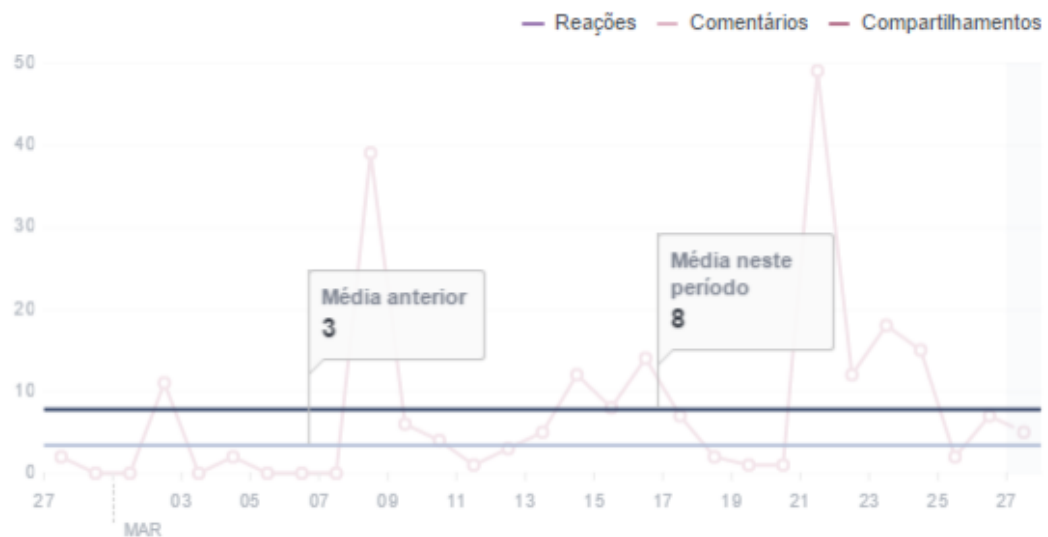 Reações Comentários Compartilhamentos
50
40
30
20
10
0
Média anterior
3
Média neste
período
8
27 03 05 07 09 11 13 15 17 19 21 23 25 27
MAR